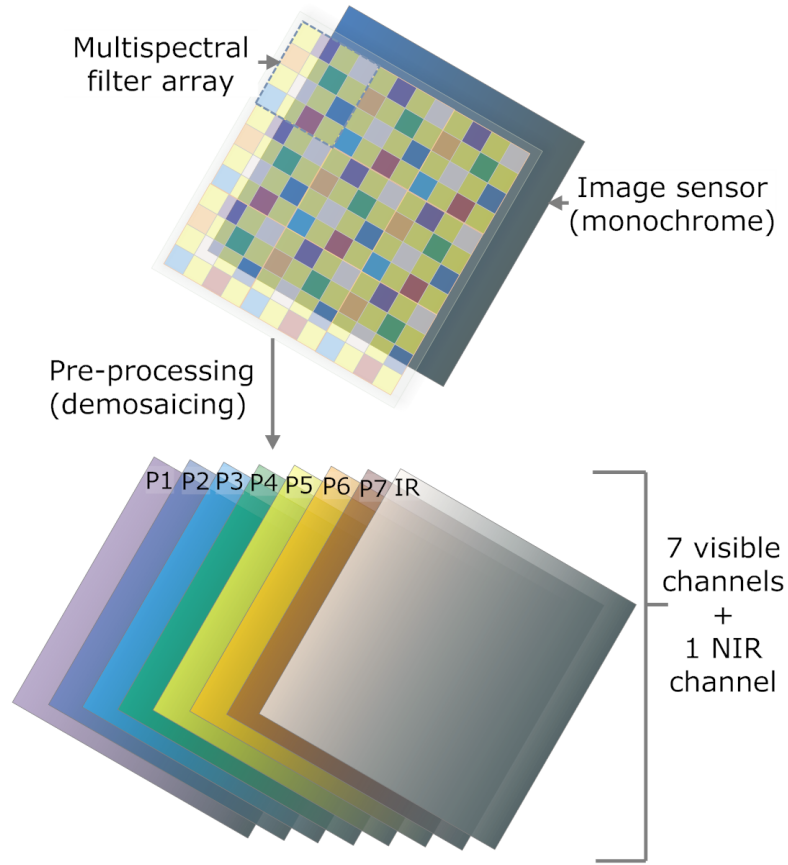 Multispectral
filter array
Image sensor
(monochrome)
Pre-processing
(demosaicing)
P1 P2 P3 P4 P5 P6 P7 IR
7 visible
channels
+
1 NIR
channel